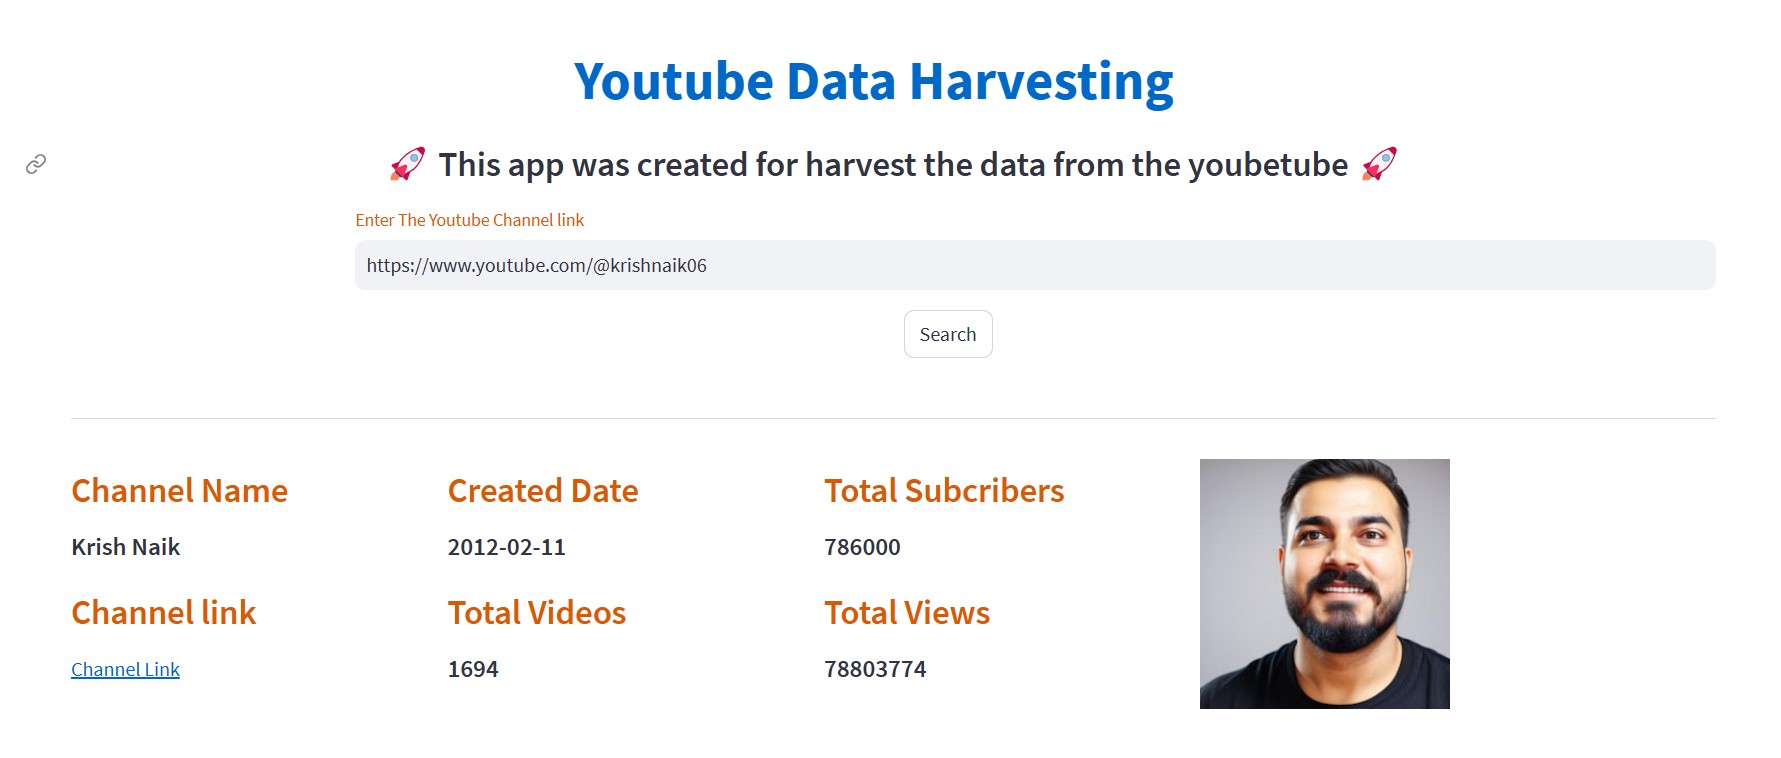 Youtube Data Harvesting
🚀 This app was created for harvest the data from the youbetube 🚀
Enter The Youtube Channel link
https://www.youtube.com/@krishnaik06
Search
Channel Name
Krish Naik
Channel link
Channel Link
Created Date
2012-02-11
Total Videos
1694
Total Subcribers
786000
Total Views
78803774